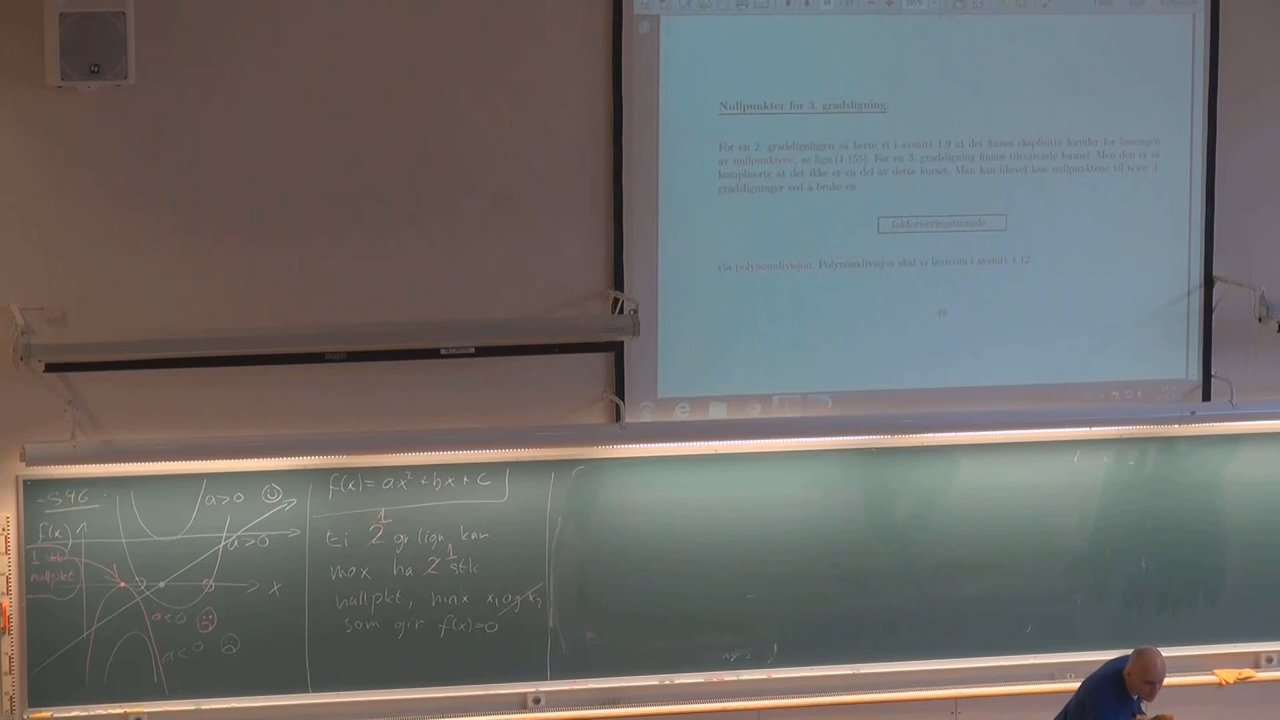 Nullpunkter for 3. gradsligning
For en 2. gradsligningen så lærte vi i avsnitt 1.9 at det finnes eksplisitte formler for løsningen
av nullpunktene, se lign.(1.155). For en 3. gradsligning finnes tilsvarende formel. Men den er så
komplisert at det ikke er en del av dette kurset. Man kan likevel løse nullpunktene til noen 3.
gradsligninger ved å bruke en
faktoriseringsmetode
via polynomdivisjon. Polynomdivisjon skal vi lære om i avsnitt 1.12.
49
S46
a>0
f(x)
a>0
1 stk
nullpkt
x
a<0
a<0
f(x) = ax² + bx + c
1
2 gr lign. kan
1
max ha 2 stk
nullpkt, x₁ og x₂
som gir f(x)=0